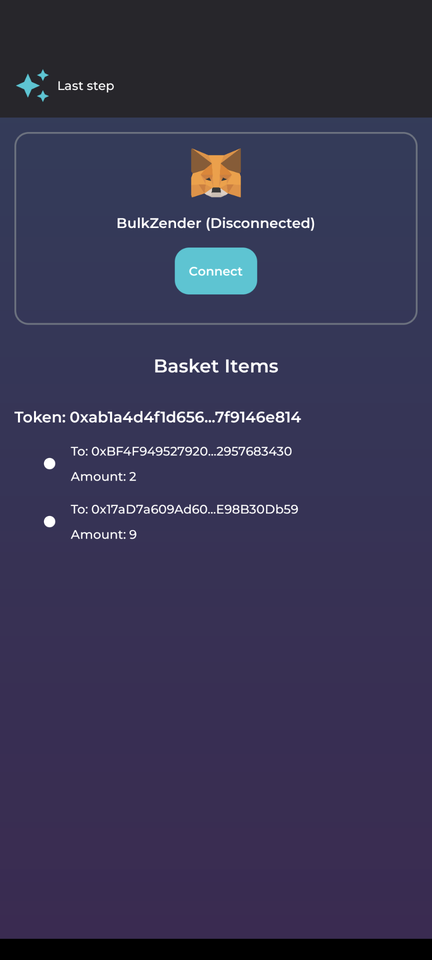 Last step
BulkZender (Disconnected)
Connect
Basket Items
Token: 0xab1a4d4f1d656...7f9146e814
To: 0xBF4F949527920...2957683430
Amount: 2
To: 0x17aD7a609Ad60...E98B30Db59
Amount: 9